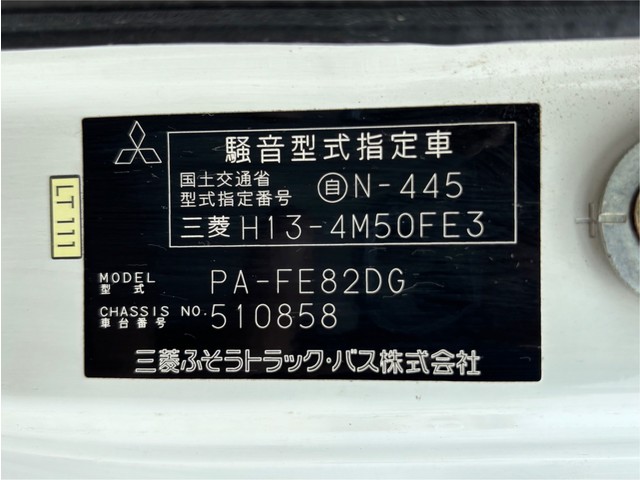 騒音型式指定車
国土交通省
型式指定番号 自N-445
三菱 H13-4M50FE3
LT111
MODEL
型式 PA-FE82DG
CHASSIS NO.
車台番号 510858
三菱ふそうトラック・バス株式会社